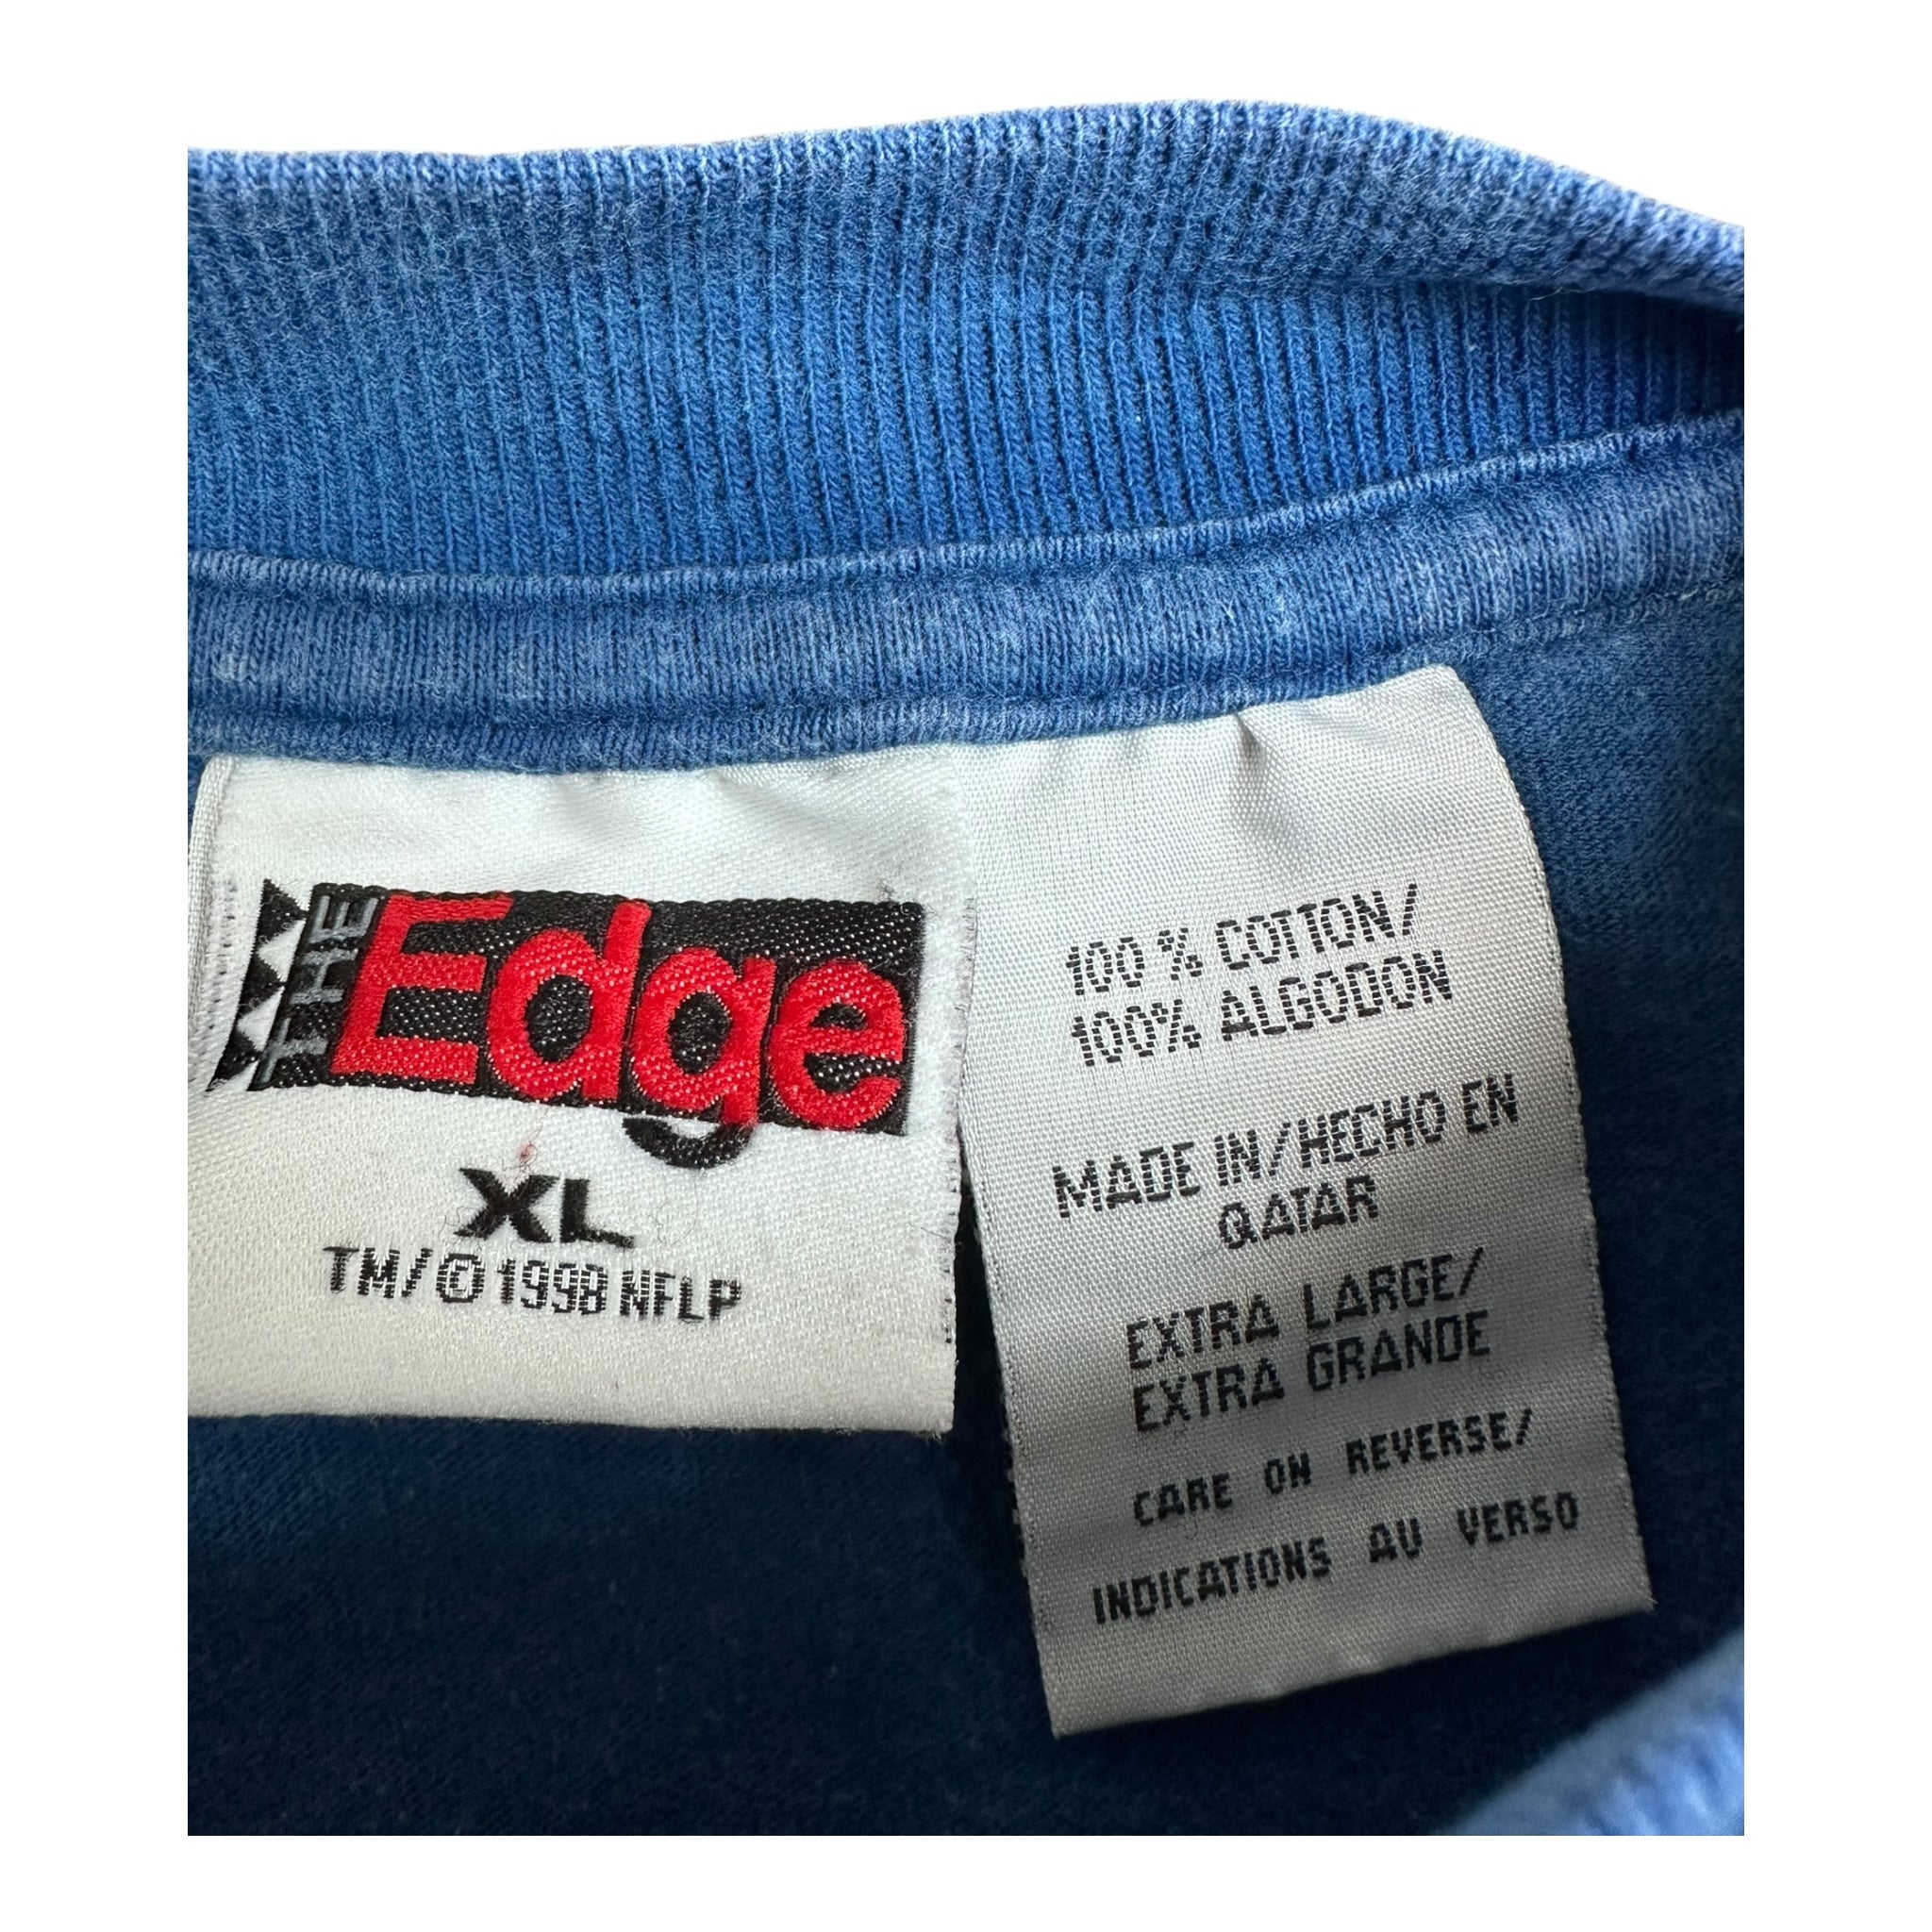 THE Edge
XL
TM/© 1998 NFLP
100 % COTTON/
100% ALGODON
MADE IN/HECHO EN
QATAR
EXTRA LARGE/
EXTRA GRANDE
CARE ON REVERSE/
INDICATIONS AU VERSO